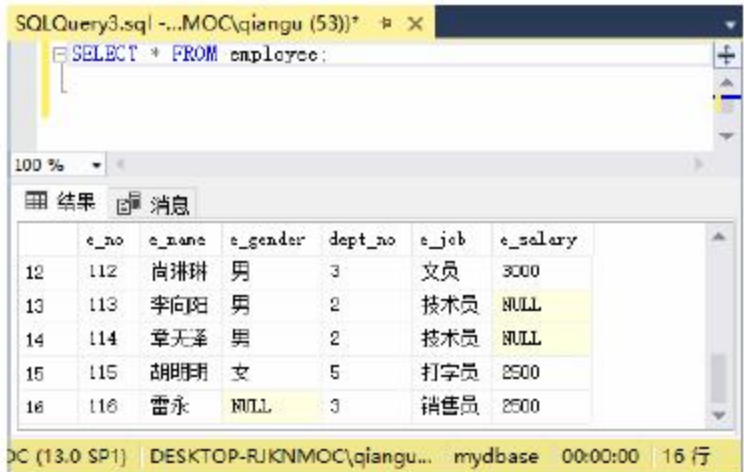 SQLQuery3.sql -...MOC\qiangu (53))*
SELECT * FROM employee;
100 %
结果 消息
e_no e_name e_gender dept_no e_job e_salary
12 112 尚琳琳 男 3 文员 3000
13 113 李向阳 男 2 技术员 NULL
14 114 章天泽 男 2 技术员 NULL
15 115 胡明明 女 5 打字员 2500
16 116 雷永 NULL 3 销售员 2500
OC (13.0 SP1) DESKTOP-RJKNMOC\qiangu... mydbase 00:00:00 16 行